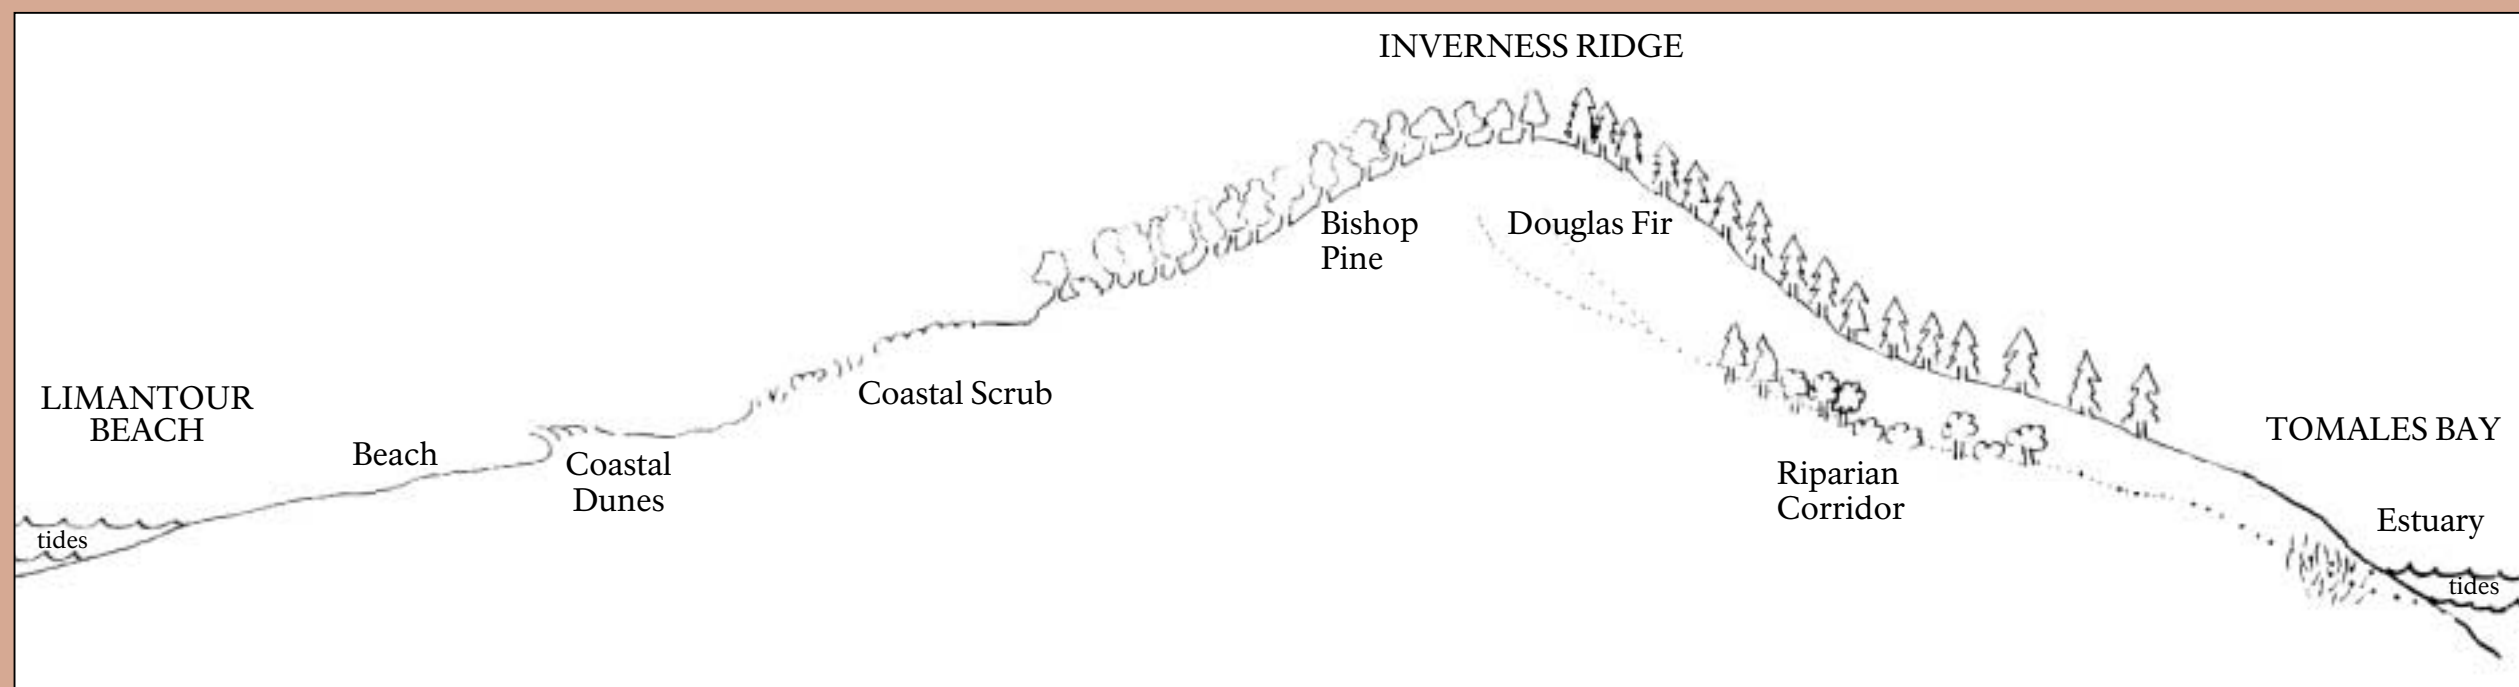 INVERNESS RIDGE
Bishop
Pine
Douglas Fir
Coastal Scrub
LIMANTOUR
BEACH
Beach
Coastal
Dunes
tides
Riparian
Corridor
TOMALES BAY
Estuary
tides